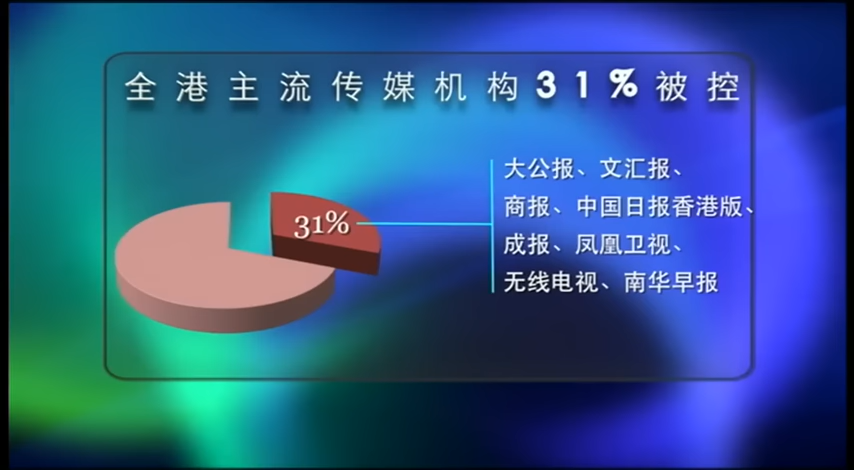 全港主流传媒机构31%被控
31%
大公报、文汇报、
商报、中国日报香港版、
成报、凤凰卫视、
无线电视、南华早报